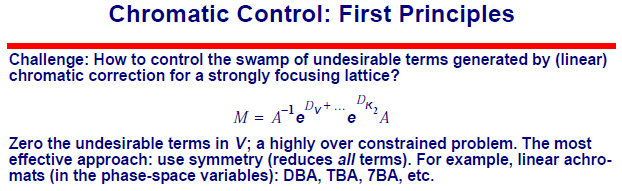 Chromatic Control: First Principles
Challenge: How to control the swamp of undesirable terms generated by (linear)
chromatic correction for a strongly focusing lattice?
M = A⁻¹e^{D_V + ...} e^{D_{K_2}} A
Zero the undesirable terms in V; a highly over constrained problem. The most
effective approach: use symmetry (reduces all terms). For example, linear achro-
mats (in the phase-space variables): DBA, TBA, 7BA, etc.